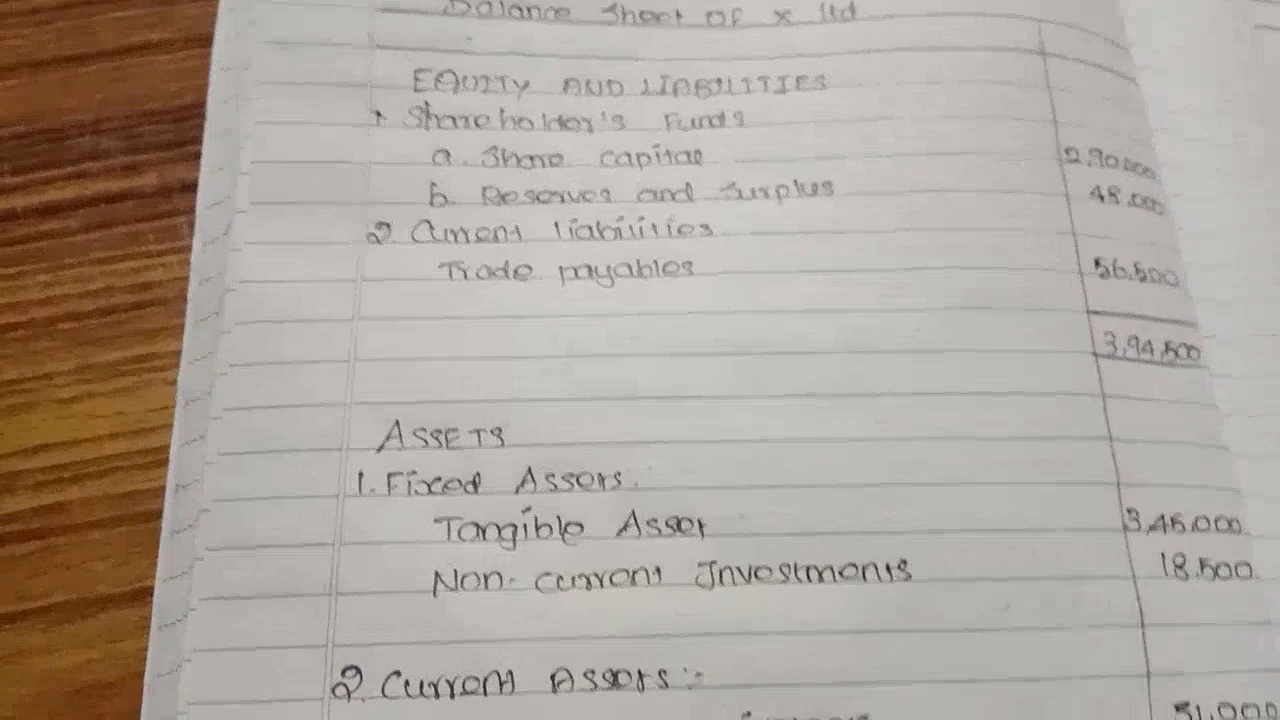 Balance Sheet of x ltd
EQUITY AND LIABILITIES
1 Shareholder's Funds
a. Share capital 2,90,000
b. Reserves and Surplus 48,000
2. Current liabilities
Trade payables 56,500
3,94,500
ASSETS
1. Fixed Assets:
Tangible Asset 3,45,000
Non-current Investments 18,500
2. Current Assets:-
31,000